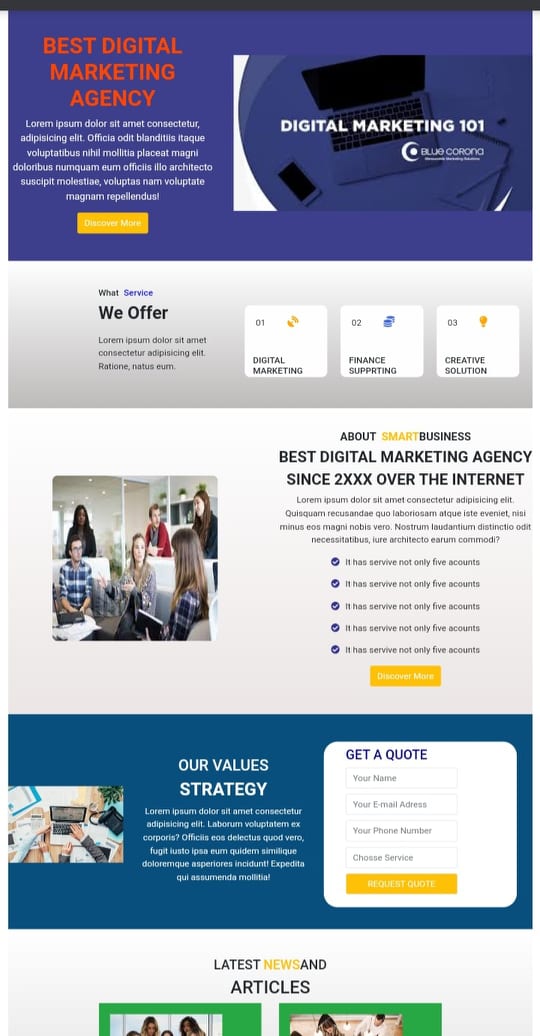 BEST DIGITAL
MARKETING
AGENCY
Lorem ipsum dolor sit amet consectetur,
adipisicing elit. Officia odit blanditiis itaque
voluptatibus nihil mollitia placeat magni
doloribus numquam eum officiis illo architecto
suscipit molestiae, voluptas nam voluptate
magnam repellendus!
Discover More
DIGITAL MARKETING 101
BLUE CORONA
Measurable Marketing Solutions
What Service
We Offer
Lorem ipsum dolor sit amet
consectetur adipisicing elit.
Ratione, natus eum.
01
DIGITAL
MARKETING
02
FINANCE
SUPPRTING
03
CREATIVE
SOLUTION
ABOUT SMARTBUSINESS
BEST DIGITAL MARKETING AGENCY
SINCE 2XXX OVER THE INTERNET
Lorem ipsum dolor sit amet consectetur adipisicing elit.
Quisquam recusandae quo laboriosam atque iste eveniet, nisi
minus eos magni nobis vero. Nostrum laudantium distinctio odit
necessitatibus, iure architecto earum commodi?
It has servive not only five acounts
It has servive not only five acounts
It has servive not only five acounts
It has servive not only five acounts
It has servive not only five acounts
Discover More
OUR VALUES
STRATEGY
Lorem ipsum dolor sit amet consectetur
adipisicing elit. Laborum voluptatem ex
corporis? Officiis eos delectus quod vero,
fugit iusto ipsa eum quidem similique
doloremque asperiores incidunt! Expedita
qui assumenda mollitia!
GET A QUOTE
Your Name
Your E-mail Adress
Your Phone Number
Chosse Service
REQUEST QUOTE
LATEST NEWSAND
ARTICLES